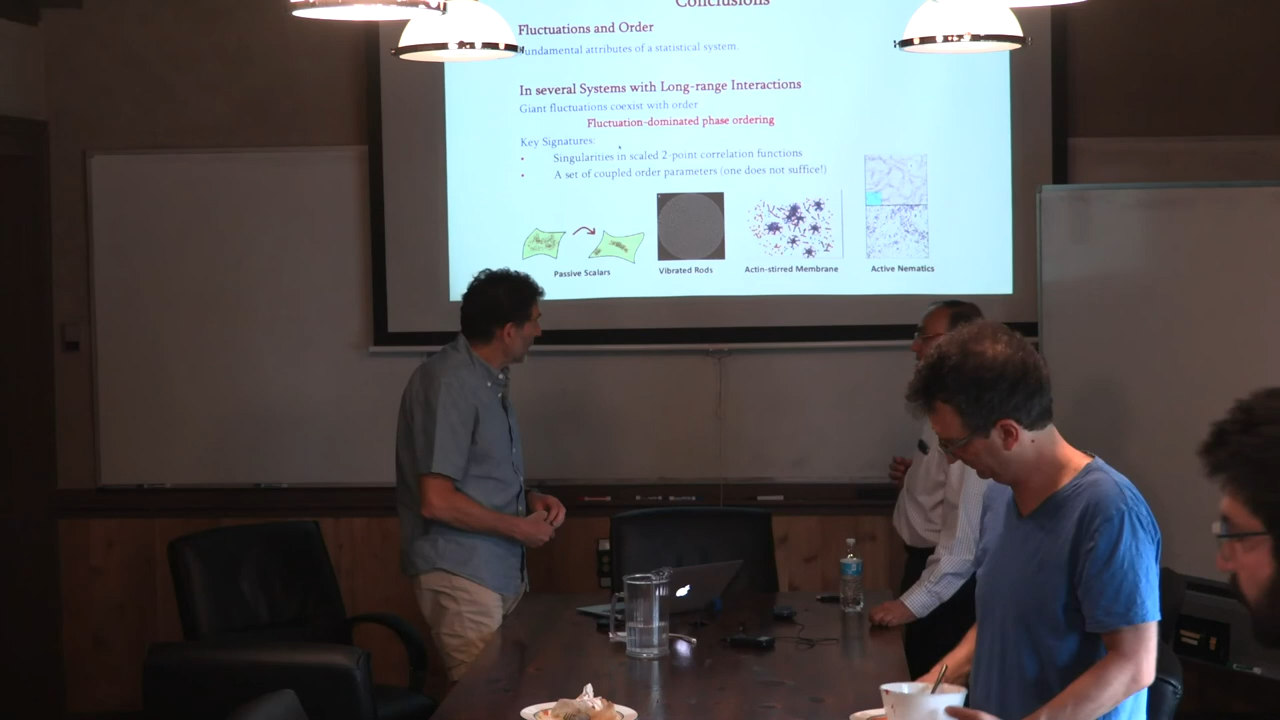 Conclusions
Fluctuations and Order
Fundamental attributes of a statistical system.
In several Systems with Long-range Interactions
Giant fluctuations coexist with order
Fluctuation-dominated phase ordering
Key Signatures:
• Singularities in scaled 2-point correlation functions
• A set of coupled order parameters (one does not suffice!)
Passive Scalars
Vibrated Rods
Actin-stirred Membrane
Active Nematics